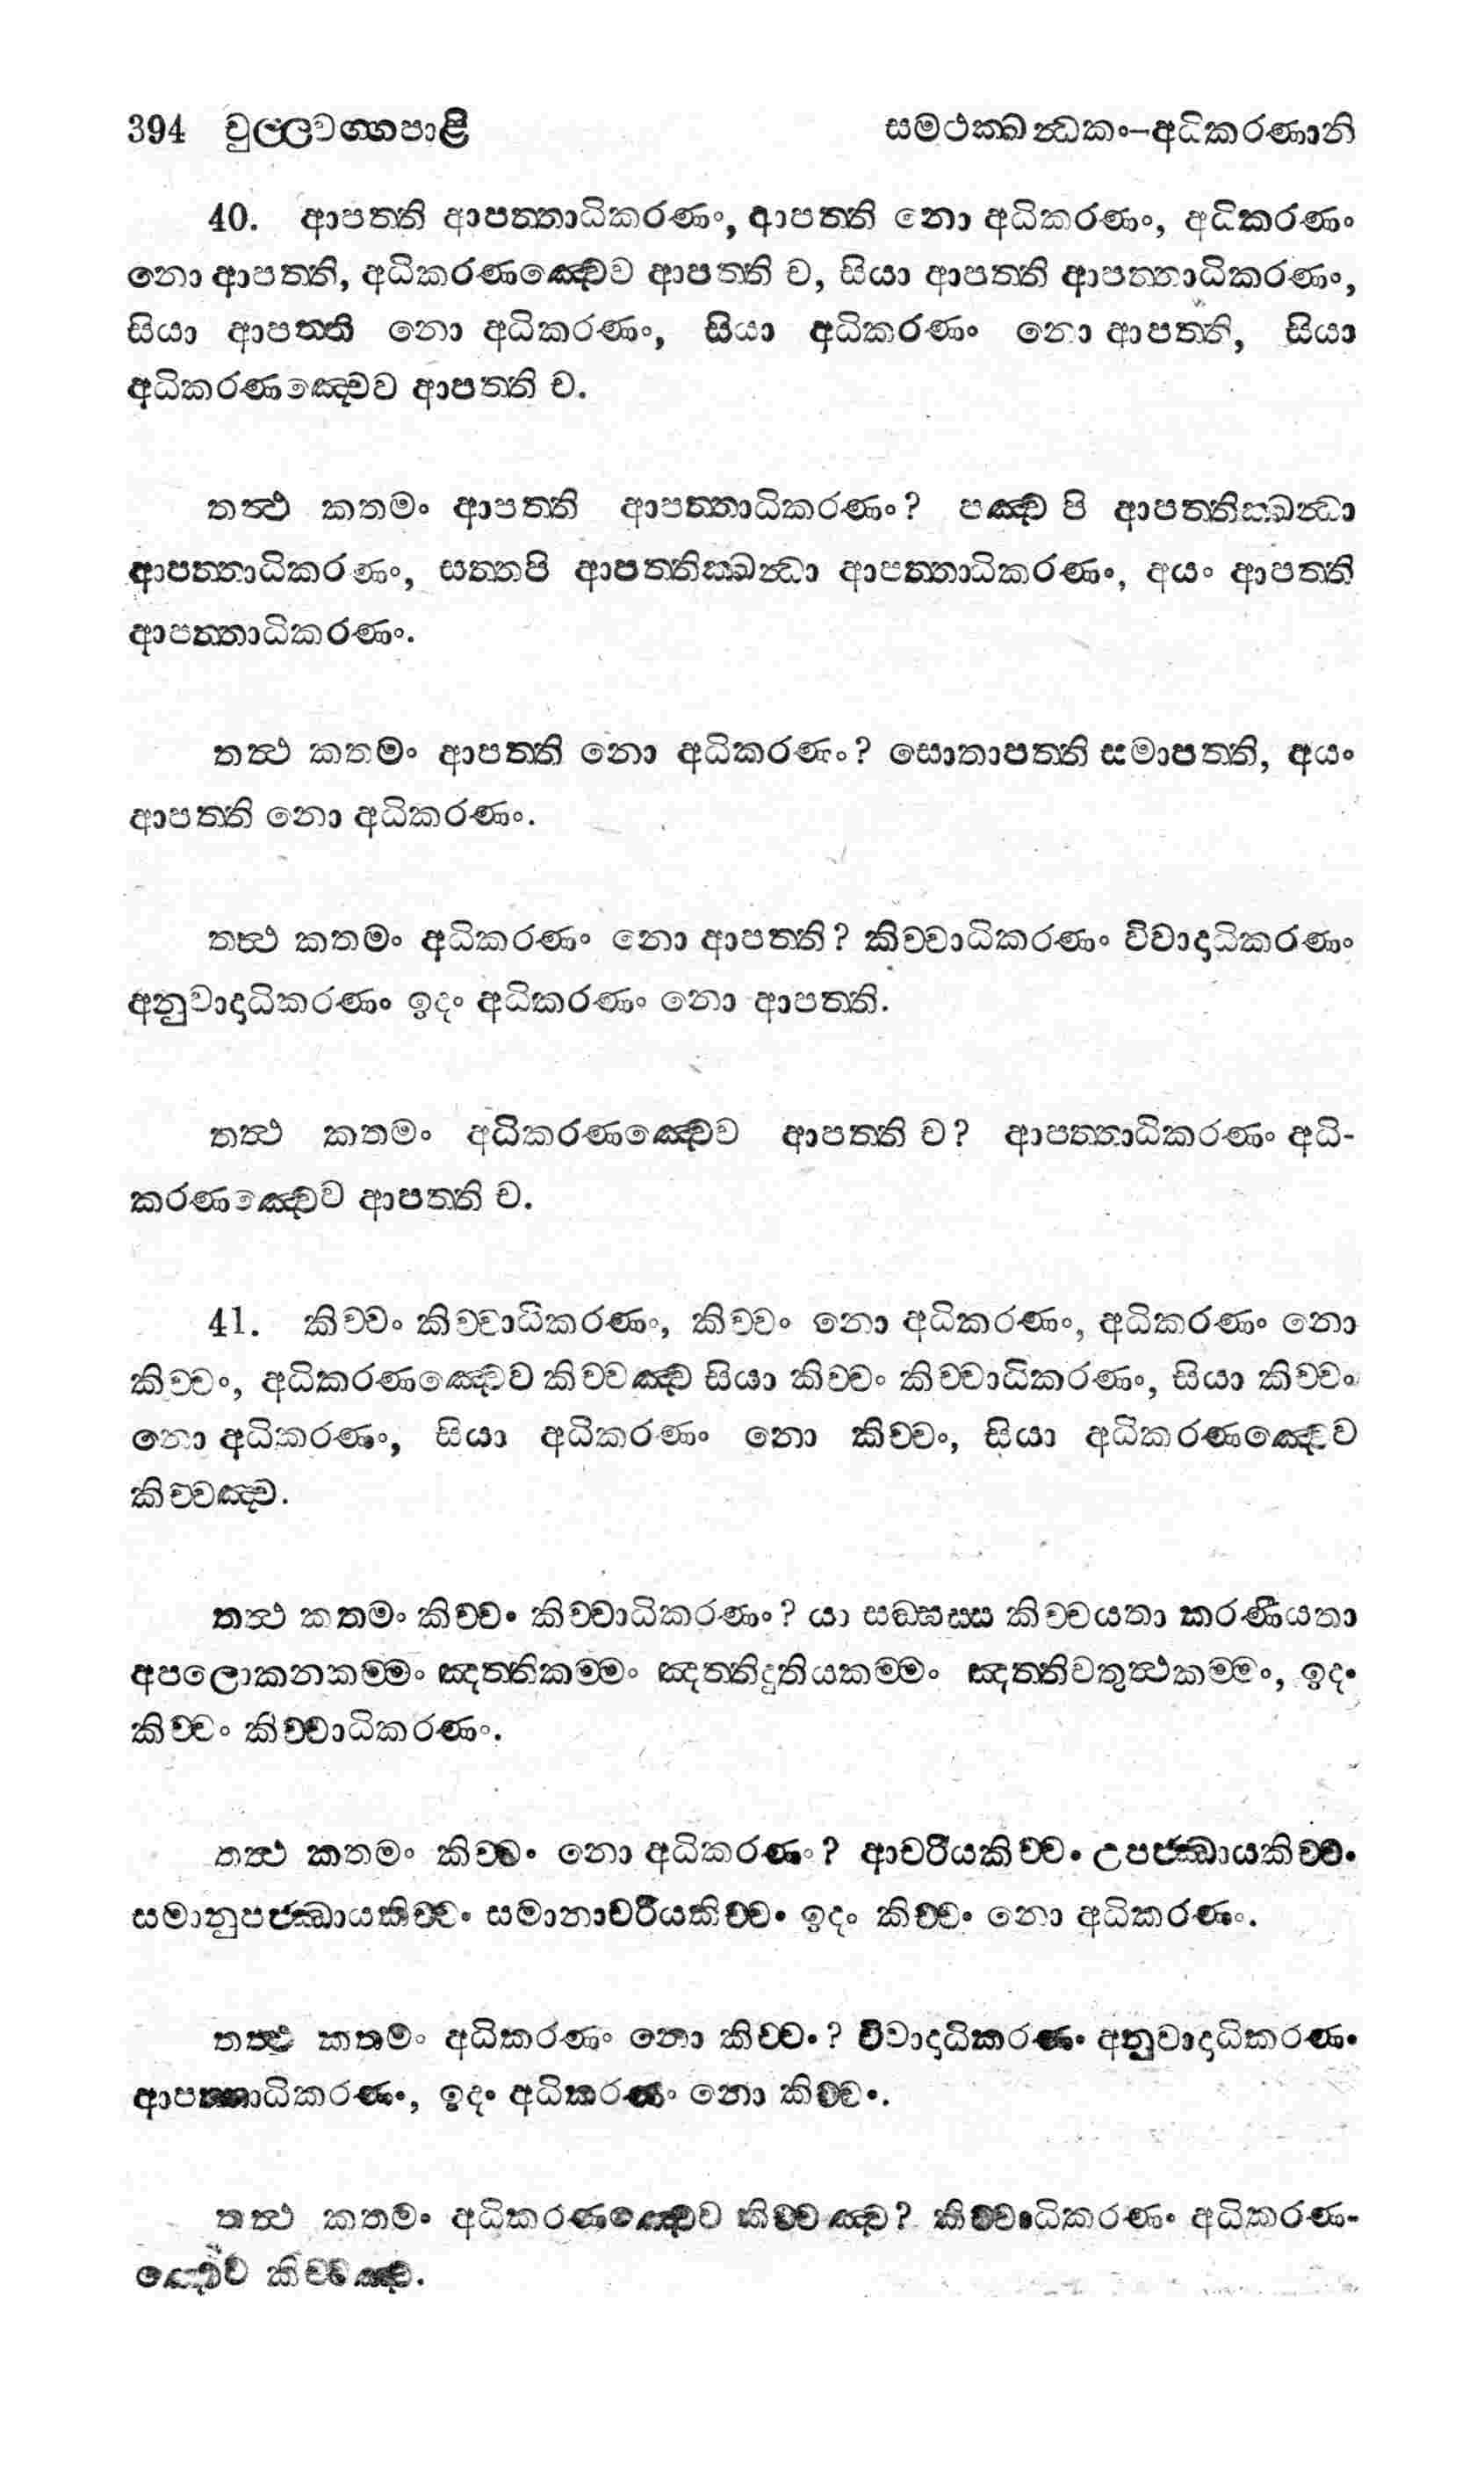 394 චුල්ලවග්ගපාළි සමථක්ඛන්ධකං–අධිකරණානි
40. ආපත්ති ආපත්තාධිකරණං, ආපත්ති නො අධිකරණං, අධිකරණං
නො ආපත්ති, අධිකරණඤ්චෙව ආපත්ති ච, සියා ආපත්ති ආපත්තාධිකරණං,
සියා ආපත්ති නො අධිකරණං, සියා අධිකරණං නො ආපත්ති, සියා
අධිකරණඤ්චෙව ආපත්ති ච.
තත්‍ථ කතමං ආපත්ති ආපත්තාධිකරණං? පඤ්ච පි ආපත්තික්ඛන්ධා
ආපත්තාධිකරණං, සත්තපි ආපත්තික්ඛන්ධා ආපත්තාධිකරණං, අයං ආපත්ති
ආපත්තාධිකරණං.
තත්‍ථ කතමං ආපත්ති නො අධිකරණං? සොතාපත්ති සමාපත්ති, අයං
ආපත්ති නො අධිකරණං.
තත්‍ථ කතමං අධිකරණං නො ආපත්ති? කිච්චාධිකරණං විවාදාධිකරණං
අනුවාදාධිකරණං ඉදං අධිකරණං නො ආපත්ති.
තත්‍ථ කතමං අධිකරණඤ්චෙව ආපත්ති ච? ආපත්තාධිකරණං අධි-
කරණඤ්චෙව ආපත්ති ච.
41. කිච්චං කිච්චාධිකරණං, කිච්චං නො අධිකරණං, අධිකරණං නො
කිච්චං, අධිකරණඤ්චෙව කිච්චඤ්ච සියා කිච්චං කිච්චාධිකරණං, සියා කිච්චං
නො අධිකරණං, සියා අධිකරණං නො කිච්චං, සියා අධිකරණඤ්චෙව
කිච්චඤ්ච.
තත්‍ථ කතමං කිච්චං කිච්චාධිකරණං? යා සඞ්ඝස්ස කිච්චයතා කරණීයතා
අපලොකනකම්මං ඤත්තිකම්මං ඤත්තිදුතියකම්මං ඤත්තිචතුත්‍ථකම්මං, ඉදං
කිච්චං කිච්චාධිකරණං.
තත්‍ථ කතමං කිච්චං නො අධිකරණං? ආචරියකිච්චං උපජ්ඣායකිච්චං
සමානුපජ්ඣායකිච්චං සමානාචරියකිච්චං ඉදං කිච්චං නො අධිකරණං.
තත්‍ථ කතමං අධිකරණං නො කිච්චං? විවාදාධිකරණං අනුවාදාධිකරණං
ආපත්තාධිකරණං, ඉදං අධිකරණං නො කිච්චං.
තත්‍ථ කතමං අධිකරණඤ්චෙව කිච්චඤ්ච? කිච්චාධිකරණං අධිකරණ-
ඤ්චෙව කිච්චඤ්ච.